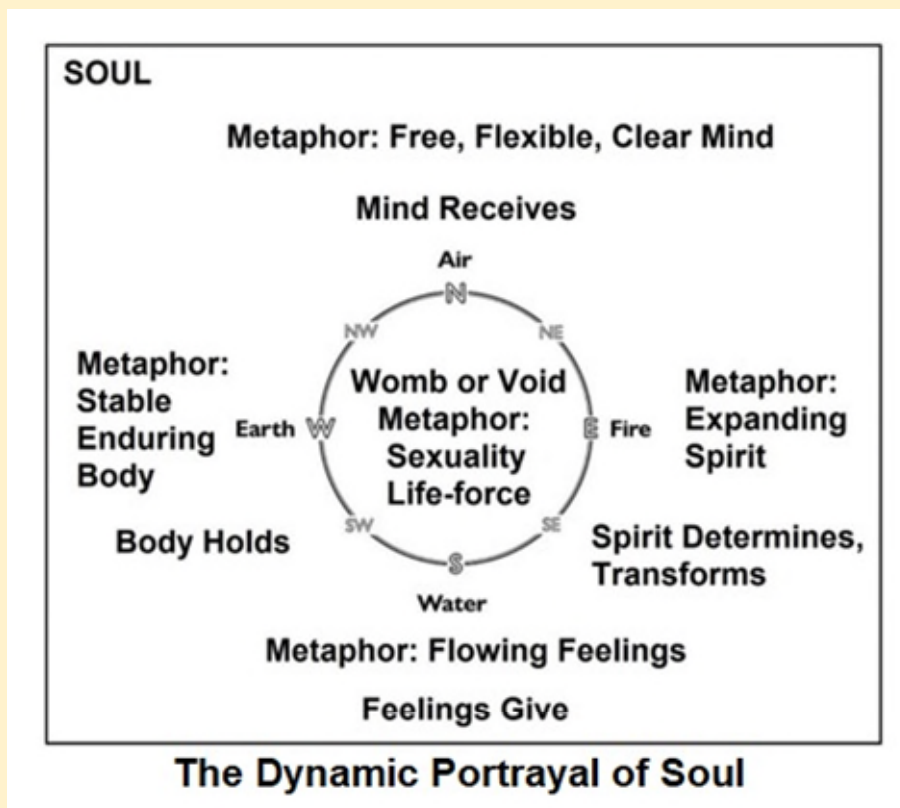 SOUL
Metaphor: Free, Flexible, Clear Mind
Mind Receives
Air
N
NW
NE
Metaphor:
Stable
Enduring
Body
Earth
W
Womb or Void
Metaphor:
Sexuality
Life-force
E
Fire
Metaphor:
Expanding
Spirit
Body Holds
SW
SE
Spirit Determines,
Transforms
S
Water
Metaphor: Flowing Feelings
Feelings Give
The Dynamic Portrayal of Soul